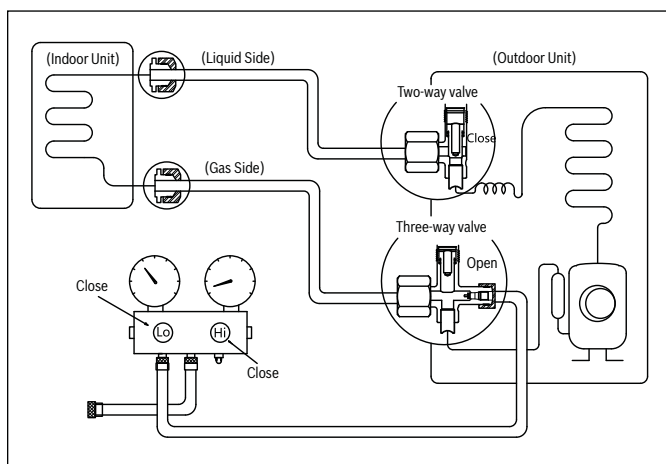 (Indoor Unit)
(Liquid Side)
(Outdoor Unit)
Two-way valve
Close
(Gas Side)
Three-way valve
Open
Close
Lo
Hi
Close